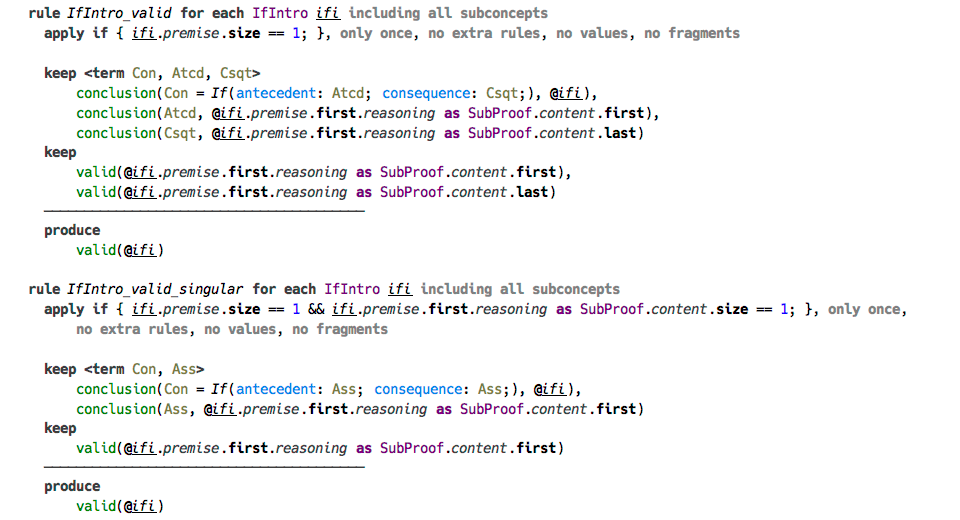 rule IfIntro_valid for each IfIntro ifi including all subconcepts
apply if { ifi.premise.size == 1; }, only once, no extra rules, no values, no fragments
keep <term Con, Atcd, Csqt>
conclusion(Con = If(antecedent: Atcd; consequence: Csqt;), @ifi),
conclusion(Atcd, @ifi.premise.first.reasoning as SubProof.content.first),
conclusion(Csqt, @ifi.premise.first.reasoning as SubProof.content.last)
keep
valid(@ifi.premise.first.reasoning as SubProof.content.first),
valid(@ifi.premise.first.reasoning as SubProof.content.last)
produce
valid(@ifi)
rule IfIntro_valid_singular for each IfIntro ifi including all subconcepts
apply if { ifi.premise.size == 1 && ifi.premise.first.reasoning as SubProof.content.size == 1; }, only once,
no extra rules, no values, no fragments
keep <term Con, Ass>
conclusion(Con = If(antecedent: Ass; consequence: Ass;), @ifi),
conclusion(Ass, @ifi.premise.first.reasoning as SubProof.content.first)
keep
valid(@ifi.premise.first.reasoning as SubProof.content.first)
produce
valid(@ifi)